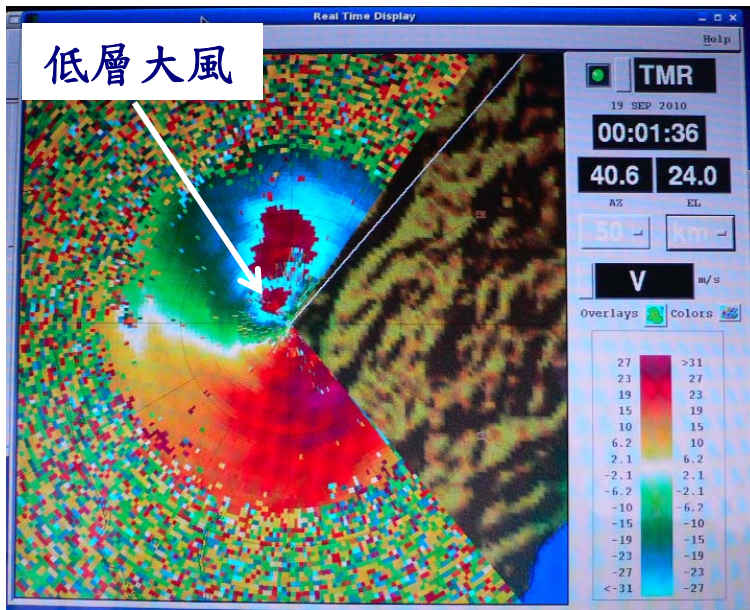 Real Time Display
Help
低層大風
TMR
19 SEP 2010
00:01:36
40.6 24.0
AZ EL
50 km
V m/s
Overlays Colors
27 >31
23 27
19 23
15 19
10 15
6.2 10
2.1 6.2
-2.1 2.1
-6.2 -2.1
-10 -6.2
-15 -10
-19 -15
-23 -19
-27 -23
<-31 -27